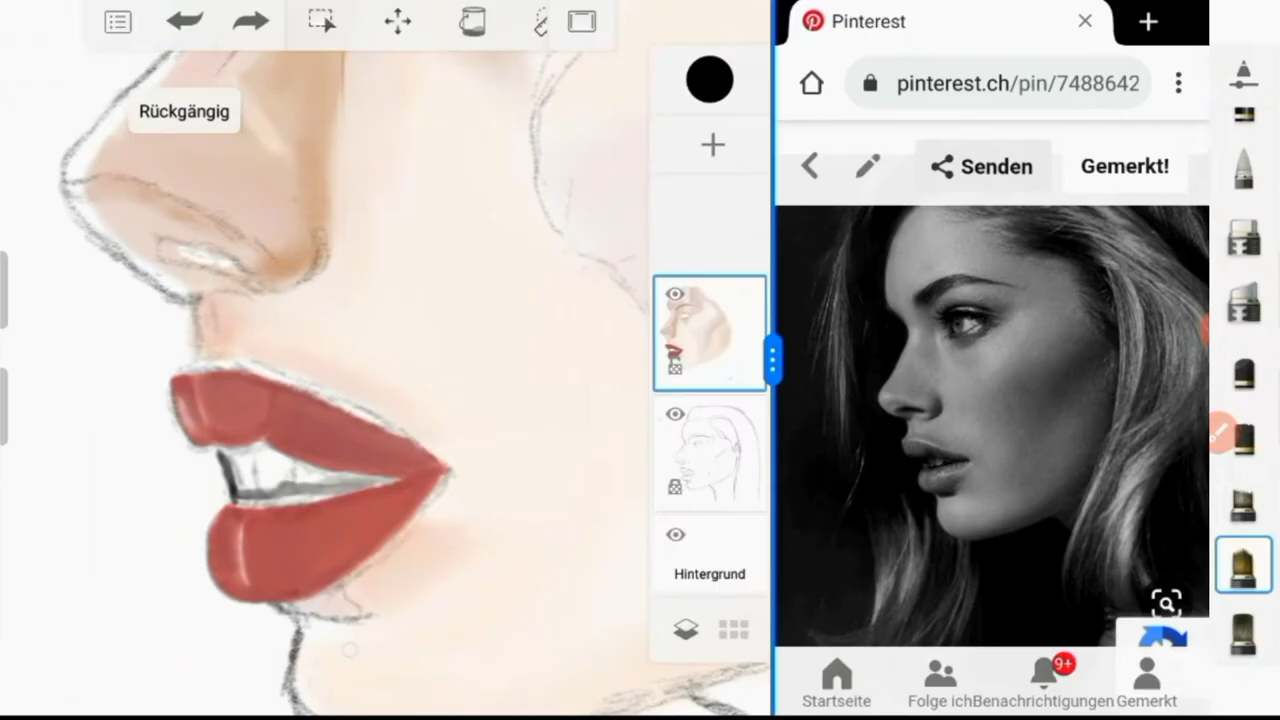 Rückgängig
Hintergrund
Pinterest
pinterest.ch/pin/7488642
Senden
Gemerkt!
9+
Startseite
Folge ich
Benachrichtigungen
Gemerkt